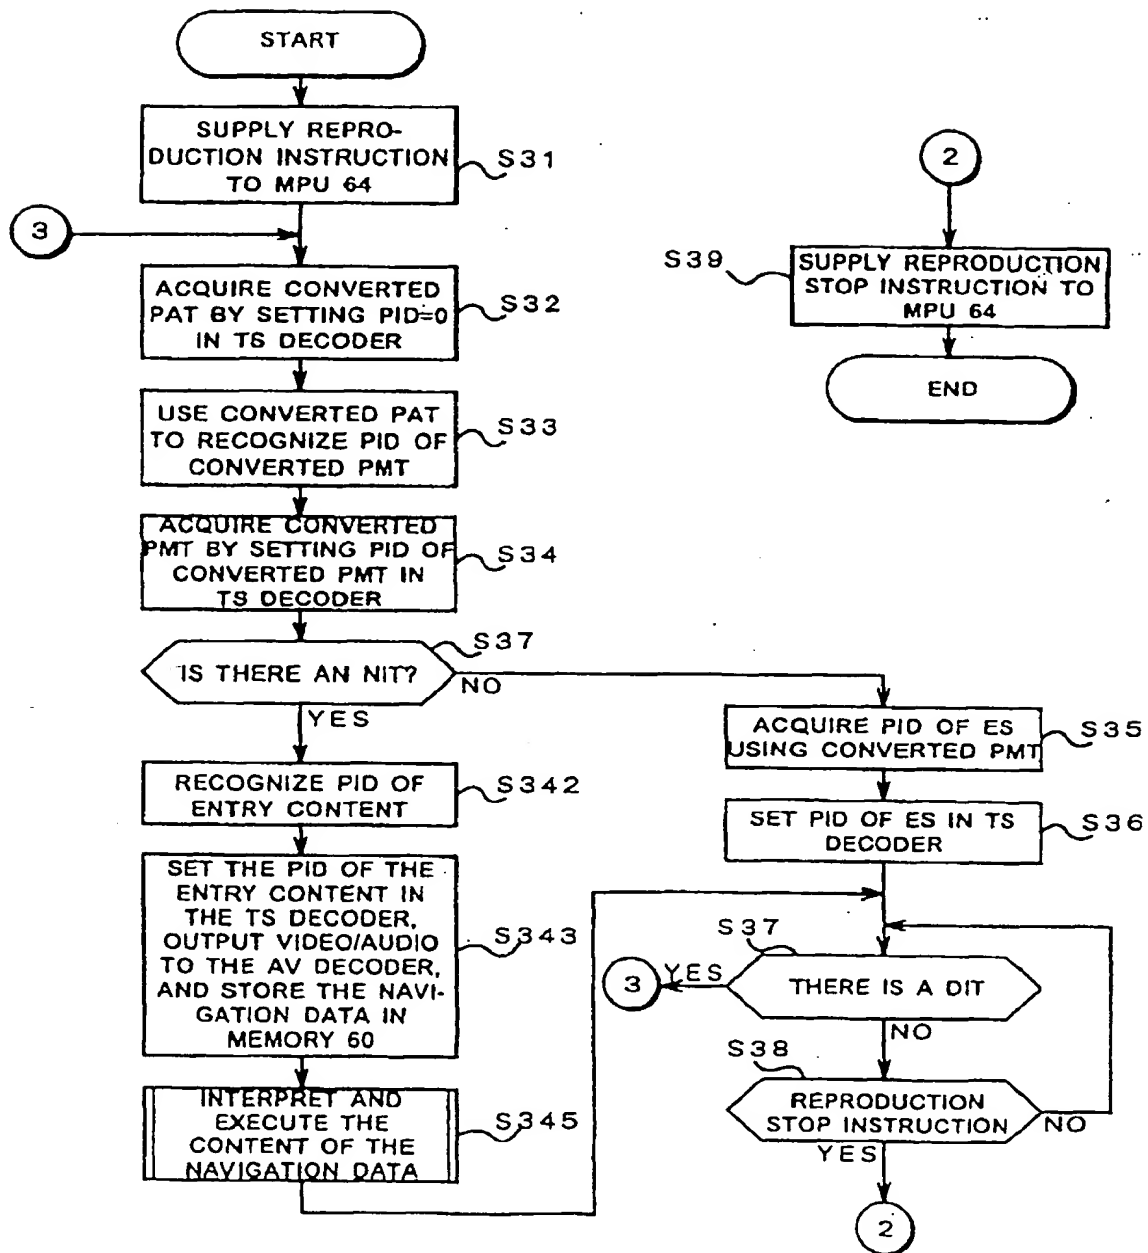 START
SUPPLY REPRO-
DUCTION INSTRUCTION
TO MPU 64
S31
3
ACQUIRE CONVERTED
PAT BY SETTING PID=0
IN TS DECODER
S32
USE CONVERTED PAT
TO RECOGNIZE PID OF
CONVERTED PMT
S33
ACQUIRE CONVERTED
PMT BY SETTING PID OF
CONVERTED PMT IN
TS DECODER
S34
S37
IS THERE AN NIT?
NO
YES
RECOGNIZE PID OF
ENTRY CONTENT
S342
SET THE PID OF THE
ENTRY CONTENT IN
THE TS DECODER,
OUTPUT VIDEO/AUDIO
TO THE AV DECODER,
AND STORE THE NAVI-
GATION DATA IN
MEMORY 60
S343
INTERPRET AND
EXECUTE THE
CONTENT OF THE
NAVIGATION DATA
S345
2
S39
SUPPLY REPRODUCTION
STOP INSTRUCTION TO
MPU 64
END
ACQUIRE PID OF ES
USING CONVERTED PMT
S35
SET PID OF ES IN TS
DECODER
S36
S37
3
YES
THERE IS A DIT
NO
S38
REPRODUCTION
STOP INSTRUCTION
NO
YES
2